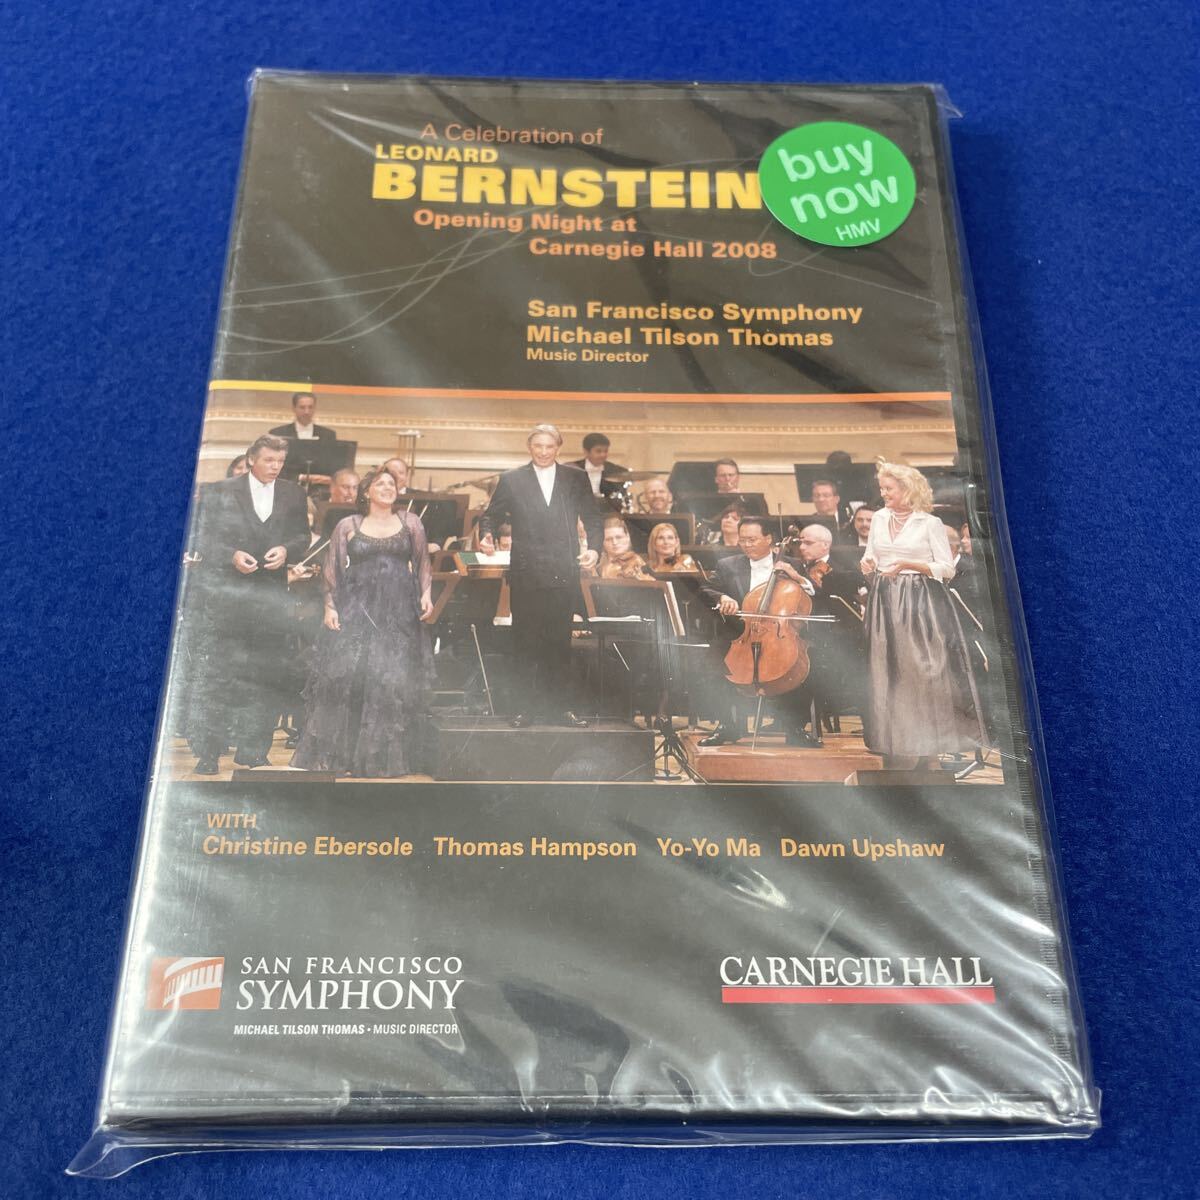 A Celebration of
LEONARD
BERNSTEIN
Opening Night at
Carnegie Hall 2008
buy
now
HMV
San Francisco Symphony
Michael Tilson Thomas
Music Director
WITH
Christine Ebersole Thomas Hampson Yo-Yo Ma Dawn Upshaw
SAN FRANCISCO
SYMPHONY
MICHAEL TILSON THOMAS • MUSIC DIRECTOR
CARNEGIE HALL